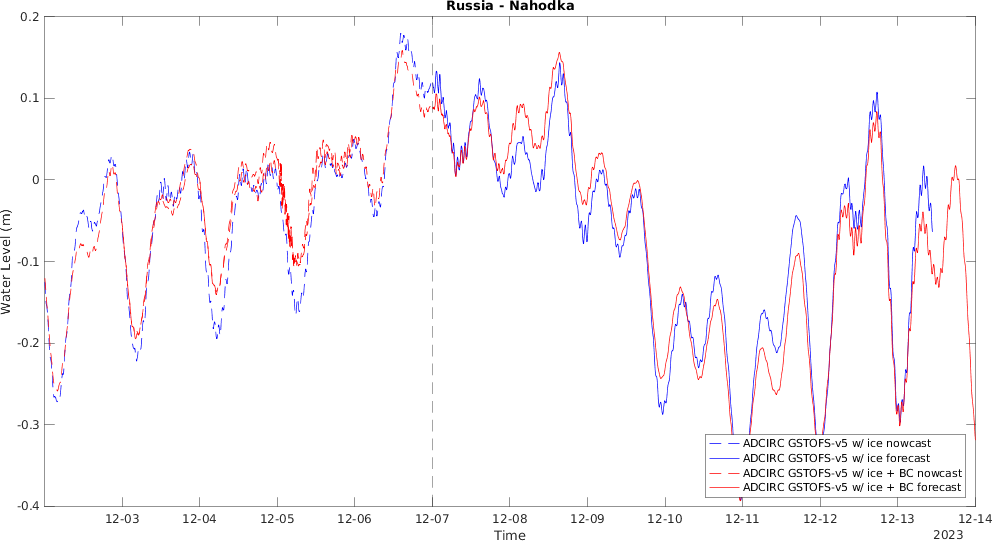 Russia - Nahodka
0.2
0.1
0
-0.1
-0.2
-0.3
-0.4
Water Level (m)
ADCIRC GSTOFS-v5 w/ ice nowcast
ADCIRC GSTOFS-v5 w/ ice forecast
ADCIRC GSTOFS-v5 w/ ice + BC nowcast
ADCIRC GSTOFS-v5 w/ ice + BC forecast
12-03 12-04 12-05 12-06 12-07 12-08 12-09 12-10 12-11 12-12 12-13 12-14
Time
2023